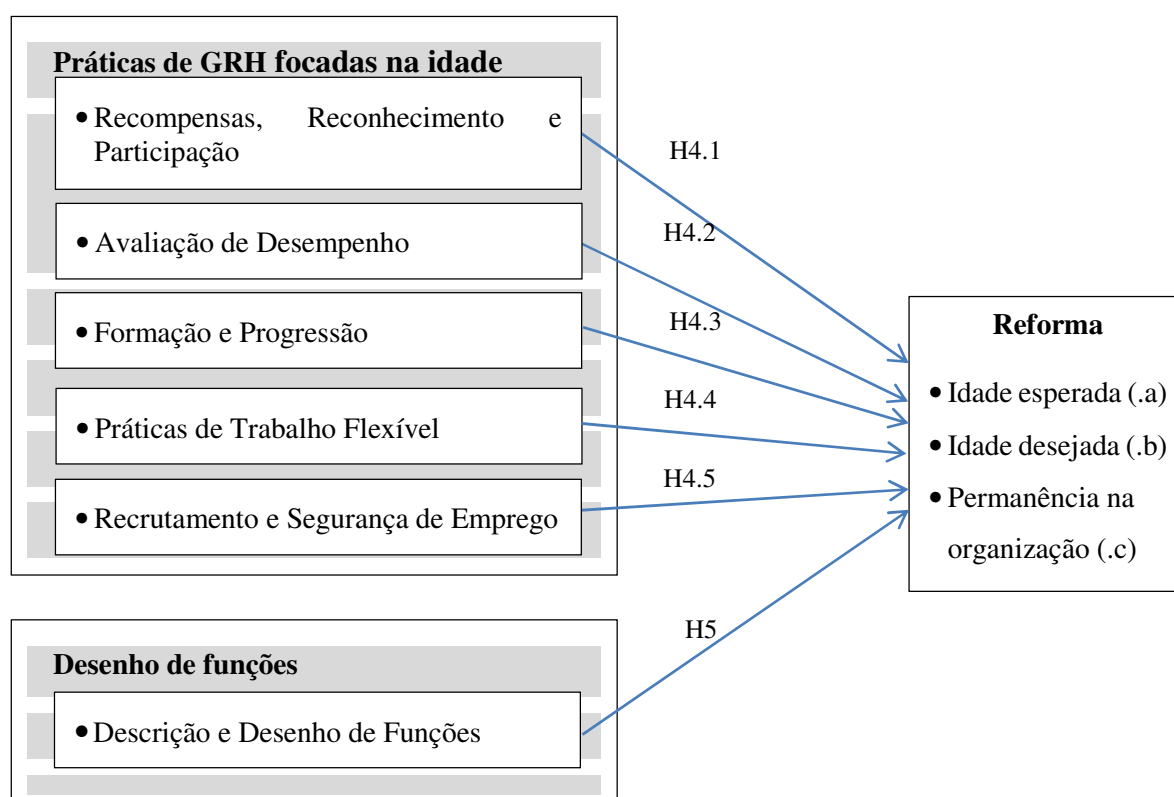 Práticas de GRH focadas na idade
• Recompensas, Reconhecimento e
Participação
• Avaliação de Desempenho
• Formação e Progressão
• Práticas de Trabalho Flexível
• Recrutamento e Segurança de Emprego
H4.1
H4.2
H4.3
H4.4
H4.5
Reforma
• Idade esperada (.a)
• Idade desejada (.b)
• Permanência na
organização (.c)
H5
Desenho de funções
• Descrição e Desenho de Funções